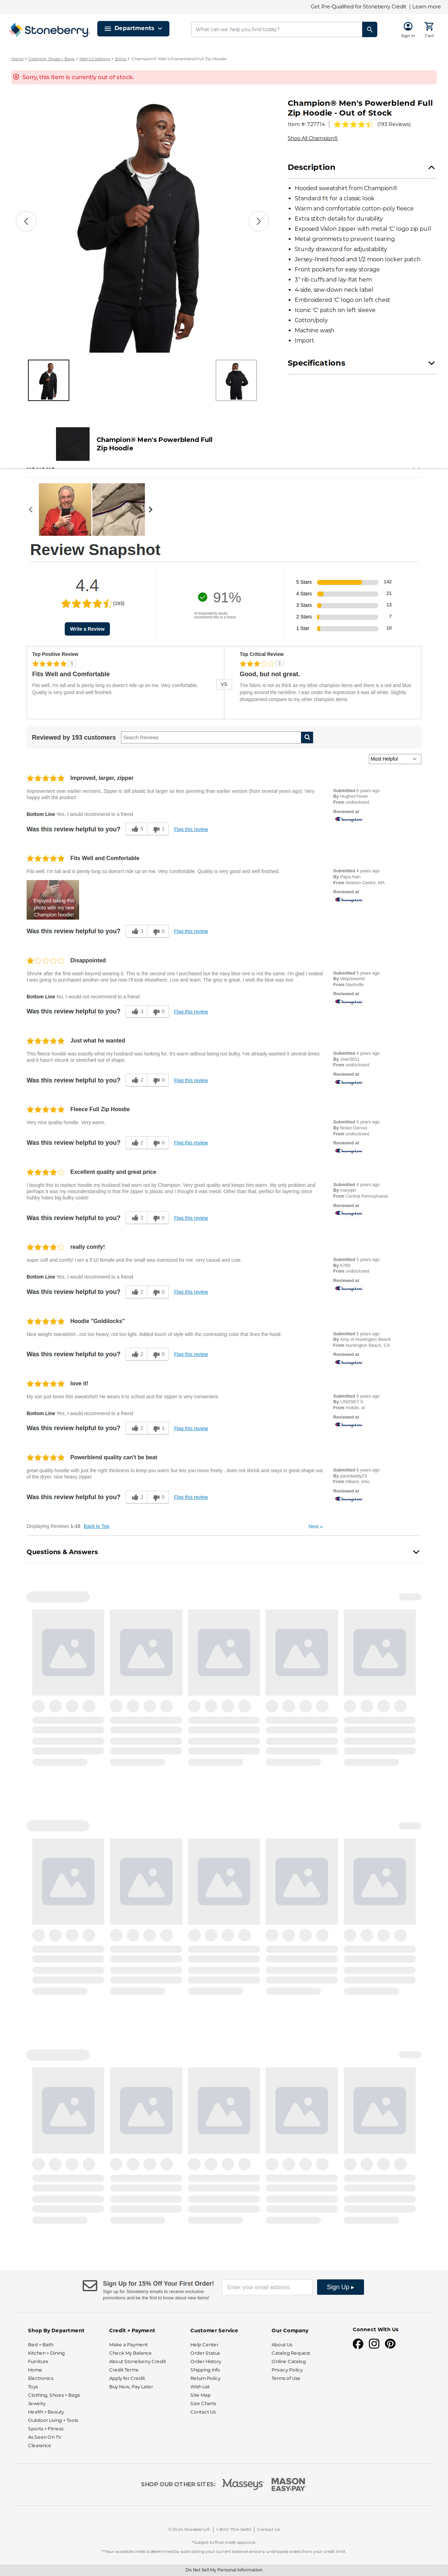 Get Pre-Qualified for Stoneberry Credit | Learn more
Stoneberry
Departments
What can we help you find today?
Sign In
Cart
Home > Clothing, Shoes + Bags > Men's Clothing > Shirts > Champion® Men's Powerblend Full Zip Hoodie
Sorry, this item is currently out of stock.
Champion® Men's Powerblend Full
Zip Hoodie - Out of Stock
Item #: 727714 | (193 Reviews)
Shop All Champion®
Description
Hooded sweatshirt from Champion®
Standard fit for a classic look
Warm and comfortable cotton-poly fleece
Extra stitch details for durability
Exposed Vislon zipper with metal 'C' logo zip pull
Metal grommets to prevent tearing
Sturdy drawcord for adjustability
Jersey-lined hood and 1/2 moon locker patch
Front pockets for easy storage
3" rib cuffs and lay-flat hem
4-side, sew-down neck label
Embroidered 'C' logo on left chest
Iconic 'C' patch on left sleeve
Cotton/poly
Machine wash
Import
Specifications
Champion® Men's Powerblend Full
Zip Hoodie
Review Snapshot
4.4
(193)
Write a Review
91%
of respondents would
recommend this to a friend
5 Stars 142
4 Stars 21
3 Stars 13
2 Stars 7
1 Star 10
Top Positive Review
5
Fits Well and Comfortable
Fits well. I'm tall and is plenty long so doesn't ride up on me. Very comfortable.
Quality is very good and well finished.
VS
Top Critical Review
3
Good, but not great.
The fabric is not as thick as my other champion items and there is a red and blue
piping around the neckline. I was under the impression it was all white. Slightly
disappointed compare to my other champion items.
Reviewed by 193 customers
Search Reviews
Most Helpful
Improved, larger, zipper
Improvement over earlier versions. Zipper is still plastic but larger so less jamming than earlier version (from several years ago). Very
happy with the product
Bottom Line Yes, I would recommend to a friend
Was this review helpful to you? 5 1 Flag this review
Submitted 6 years ago
By HughesYmsen
From undisclosed
Reviewed at
Champion
Fits Well and Comfortable
Fits well. I'm tall and is plenty long so doesn't ride up on me. Very comfortable. Quality is very good and well finished.
Enjoyed taking this
photo with my new
Champion hoodie!
Was this review helpful to you? 3 0 Flag this review
Submitted 4 years ago
By Papa Alan
From Newton Centre, MA
Reviewed at
Champion
Disappointed
Shrunk after the first wash beyond wearing it. This is the second one I purchased but the navy blue one is not the same. I'm glad I waited
I was going to purchased another one but now I'll look elsewhere. Live and learn. The grey is great, I wish the blue was too!
Bottom Line No, I would not recommend to a friend
Was this review helpful to you? 3 0 Flag this review
Submitted 5 years ago
By Wayneworld
From Nashville
Reviewed at
Champion
Just what he wanted
This fleece hoodie was exactly what my husband was looking for. It's warm without being too bulky. I've already washed it several times
and it hasn't shrunk or stretched out of shape.
Was this review helpful to you? 2 0 Flag this review
Submitted 4 years ago
By Joan9311
From undisclosed
Reviewed at
Champion
Fleece Full Zip Hoodie
Very nice quality hoodie. Very warm.
Was this review helpful to you? 2 0 Flag this review
Submitted 4 years ago
By Nolan Darvus
From undisclosed
Reviewed at
Champion
Excellent quality and great price
I bought this to replace hoodie my husband had worn out by Champion. Very good quality and keeps him warm. My only problem and
perhaps it was my misunderstanding is that the zipper is plastic and I thought it was metal. Other than that, perfect for layering since
hubby hates big bulky coats!
Was this review helpful to you? 2 0 Flag this review
Submitted 4 years ago
By marylyn
From Central Pennsylvania
Reviewed at
Champion
really comfy!
super soft and comfy! i am a 5'10 female and the small was oversized for me. very casual and cute.
Bottom Line Yes, I would recommend to a friend
Was this review helpful to you? 2 0 Flag this review
Submitted 5 years ago
By 6789
From undisclosed
Reviewed at
Champion
Hoodie "Goldilocks"
Nice weight sweatshirt...not too heavy, not too light. Added touch of style with the contrasting color that lines the hood.
Was this review helpful to you? 2 0 Flag this review
Submitted 5 years ago
By Amy of Huntington Beach
From Huntington Beach, CA
Reviewed at
Champion
love it!
My son just loves this sweatshirt! He wears it to school and the zipper is very convenient.
Bottom Line Yes, I would recommend to a friend
Was this review helpful to you? 2 1 Flag this review
Submitted 5 years ago
By LINDSEY h
From mobile, al
Reviewed at
Champion
Powerblend quality can't be beat
great quality hoodie with just the right thickness to keep you warm but lets you move freely . does not shrink and stays in great shape out
of the dryer. nice heavy zipper .
Was this review helpful to you? 2 0 Flag this review
Submitted 6 years ago
By packdaddy23
From hilliard, ohio
Reviewed at
Champion
Displaying Reviews 1-10 Back to Top
Next »
Questions & Answers
Sign Up for 15% Off Your First Order!
Sign up for Stoneberry emails to receive exclusive
promotions and be the first to know about new items!
Enter your email address
Sign Up ▸
Shop By Department
Bed + Bath
Kitchen + Dining
Furniture
Home
Electronics
Toys
Clothing, Shoes + Bags
Jewelry
Health + Beauty
Outdoor Living + Tools
Sports + Fitness
As Seen On TV
Clearance
Credit + Payment
Make a Payment
Check My Balance
About Stoneberry Credit
Credit Terms
Apply for Credit
Buy Now, Pay Later
Customer Service
Help Center
Order Status
Order History
Shipping Info
Return Policy
Wish List
Site Map
Size Charts
Contact Us
Our Company
About Us
Catalog Request
Online Catalog
Privacy Policy
Terms of Use
Connect With Us
SHOP OUR OTHER SITES:
Masseys
MASON
EASY-PAY
©2024 Stoneberry® | 1-800-704-5480 | Contact Us
*Subject to final credit approval.
**Your available credit is determined by subtracting your current balance and any unshipped orders from your credit limit.
Do Not Sell My Personal Information